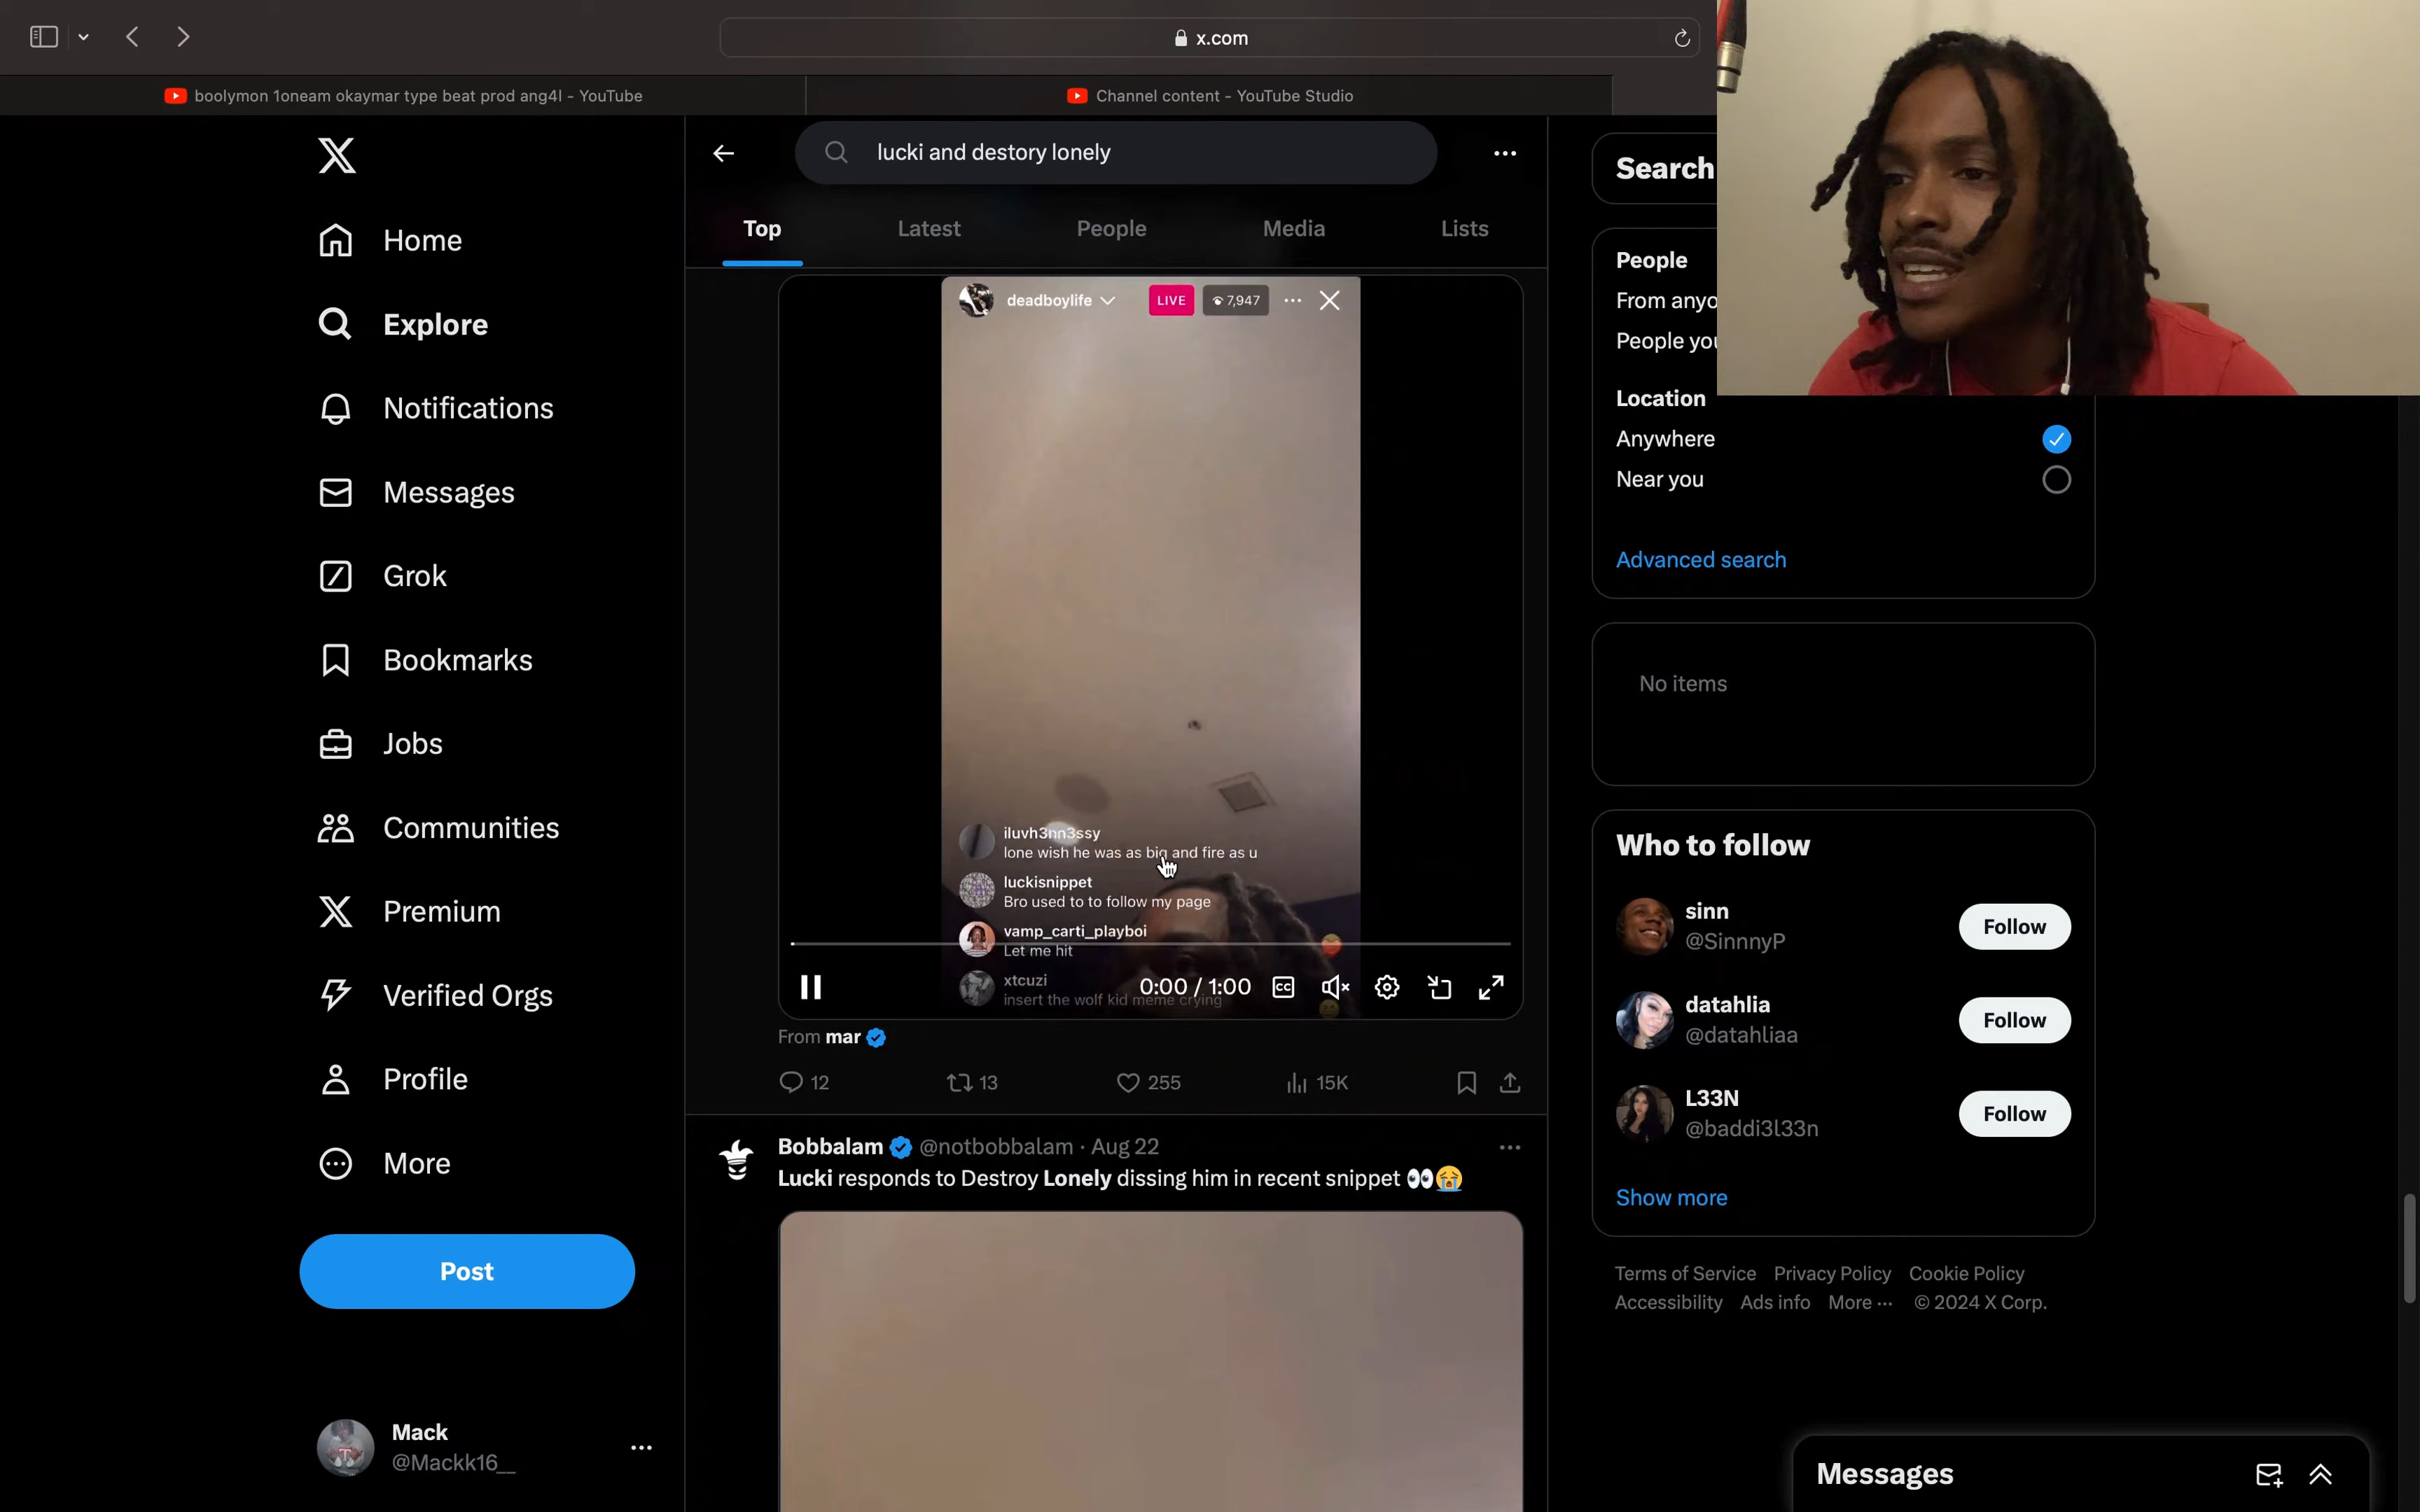 x.com
boolymon 1oneam okaymar type beat prod ang4l - YouTube
Channel content - YouTube Studio
Home
Explore
Notifications
Messages
Grok
Bookmarks
Jobs
Communities
Premium
Verified Orgs
Profile
More
Post
Mack
@Mackk16__
lucki and destory lonely
Top
Latest
People
Media
Lists
deadboylife
LIVE
7,947
iluvh3nn3ssy
lone wish he was as big and fire as u
luckisnippet
Bro used to to follow my page
vamp_carti_playboi
Let me hit
xtcuzi
insert the wolf kid meme crying
0:00 / 1:00
CC
From mar
12
13
255
15K
Bobbalam @notbobbalam · Aug 22
Lucki responds to Destroy Lonely dissing him in recent snippet 👀😭
Search
People
From anyo
People you
Location
Anywhere
Near you
Advanced search
No items
Who to follow
sinn
@SinnnyP
Follow
datahlia
@datahliaa
Follow
L33N
@baddi3l33n
Follow
Show more
Terms of Service Privacy Policy Cookie Policy
Accessibility Ads info More ··· © 2024 X Corp.
Messages